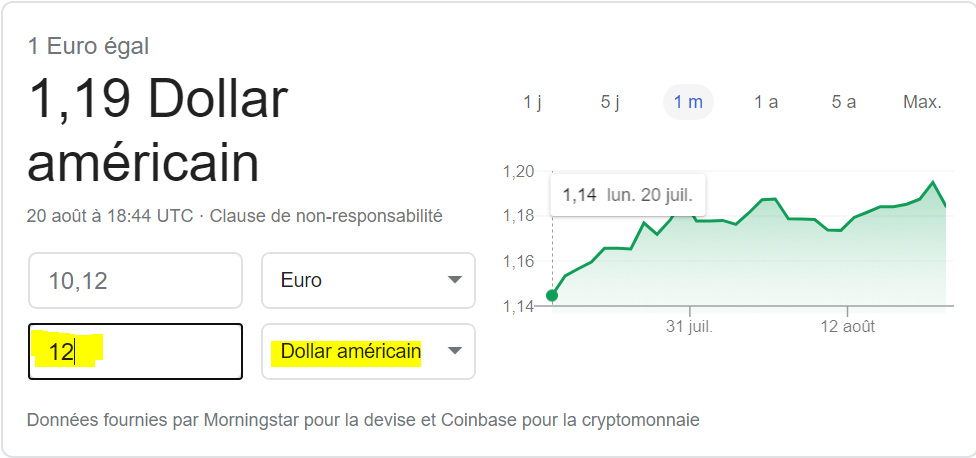 1 Euro égal
1,19 Dollar
américain
20 août à 18:44 UTC · Clause de non-responsabilité
10,12 Euro
12 Dollar américain
1 j 5 j 1 m 1 a 5 a Max.
1,20
1,14 lun. 20 juil.
1,18
1,16
1,14
31 juil. 12 août
Données fournies par Morningstar pour la devise et Coinbase pour la cryptomonnaie